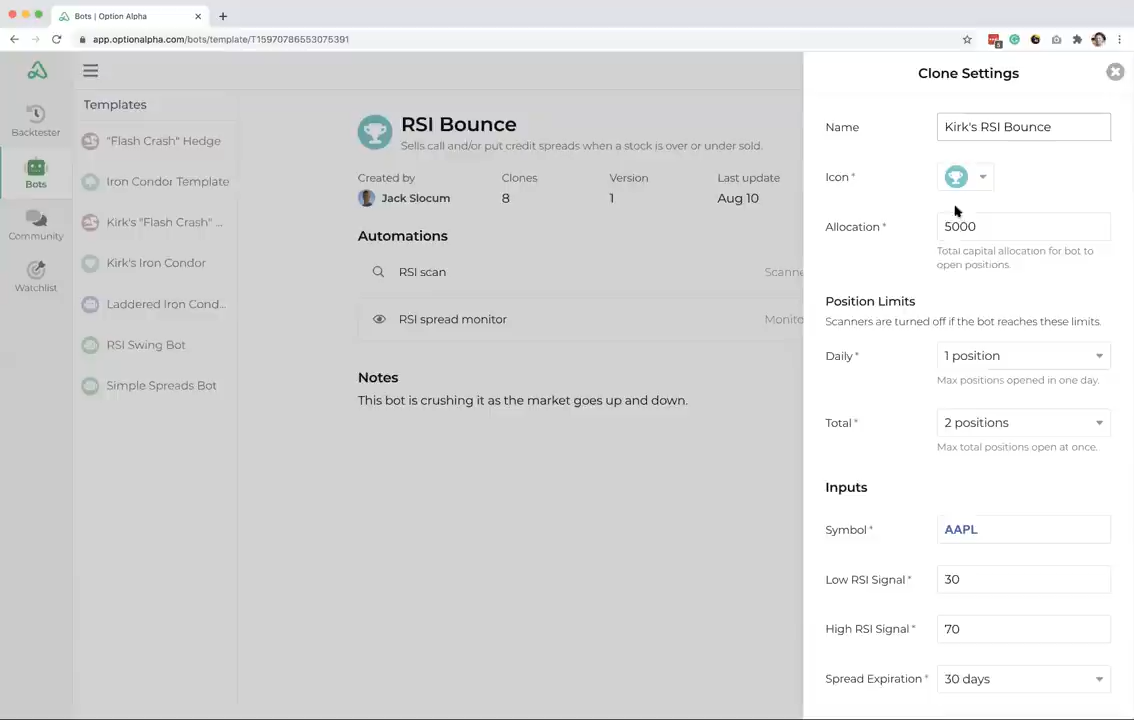 Bots | Option Alpha
app.optionalpha.com/bots/template/T15970786553075391
5
Backtester
Bots
Community
Watchlist
Templates
"Flash Crash" Hedge
Iron Condor Template
Kirk's "Flash Crash" ...
Kirk's Iron Condor
Laddered Iron Cond...
RSI Swing Bot
Simple Spreads Bot
RSI Bounce
Sells call and/or put credit spreads when a stock is over or under sold.
Created by
Clones
Version
Last update
Jack Slocum
8
1
Aug 10
Automations
RSI scan
Scanne
RSI spread monitor
Monito
Notes
This bot is crushing it as the market goes up and down.
Clone Settings
Name
Kirk's RSI Bounce
Icon *
Allocation *
5000
Total capital allocation for bot to
open positions.
Position Limits
Scanners are turned off if the bot reaches these limits.
Daily *
1 position
Max positions opened in one day.
Total *
2 positions
Max total positions open at once.
Inputs
Symbol *
AAPL
Low RSI Signal *
30
High RSI Signal *
70
Spread Expiration *
30 days